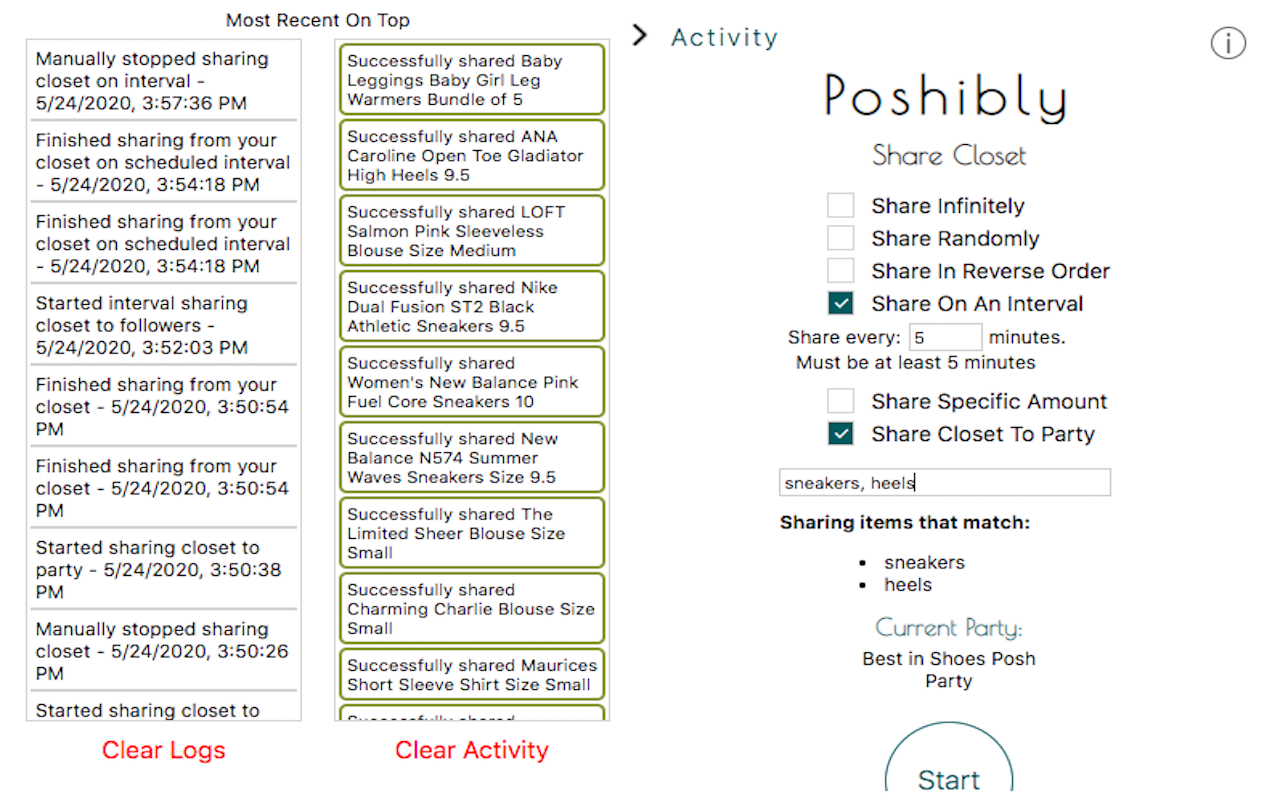 Most Recent On Top
Manually stopped sharing
closet on interval -
5/24/2020, 3:57:36 PM
Finished sharing from your
closet on scheduled interval
- 5/24/2020, 3:54:18 PM
Finished sharing from your
closet on scheduled interval
- 5/24/2020, 3:54:18 PM
Started interval sharing
closet to followers -
5/24/2020, 3:52:03 PM
Finished sharing from your
closet - 5/24/2020, 3:50:54
PM
Finished sharing from your
closet - 5/24/2020, 3:50:54
PM
Started sharing closet to
party - 5/24/2020, 3:50:38
PM
Manually stopped sharing
closet - 5/24/2020, 3:50:26
PM
Started sharing closet to
Clear Logs
Successfully shared Baby
Leggings Baby Girl Leg
Warmers Bundle of 5
Successfully shared ANA
Caroline Open Toe Gladiator
High Heels 9.5
Successfully shared LOFT
Salmon Pink Sleeveless
Blouse Size Medium
Successfully shared Nike
Dual Fusion ST2 Black
Athletic Sneakers 9.5
Successfully shared
Women's New Balance Pink
Fuel Core Sneakers 10
Successfully shared New
Balance N574 Summer
Waves Sneakers Size 9.5
Successfully shared The
Limited Sheer Blouse Size
Small
Successfully shared
Charming Charlie Blouse Size
Small
Successfully shared Maurices
Short Sleeve Shirt Size Small
Successfully shared
Clear Activity
Activity
i
Poshibly
Share Closet
Share Infinitely
Share Randomly
Share In Reverse Order
Share On An Interval
Share every: 5 minutes.
Must be at least 5 minutes
Share Specific Amount
Share Closet To Party
sneakers, heels
Sharing items that match:
• sneakers
• heels
Current Party:
Best in Shoes Posh
Party
Start